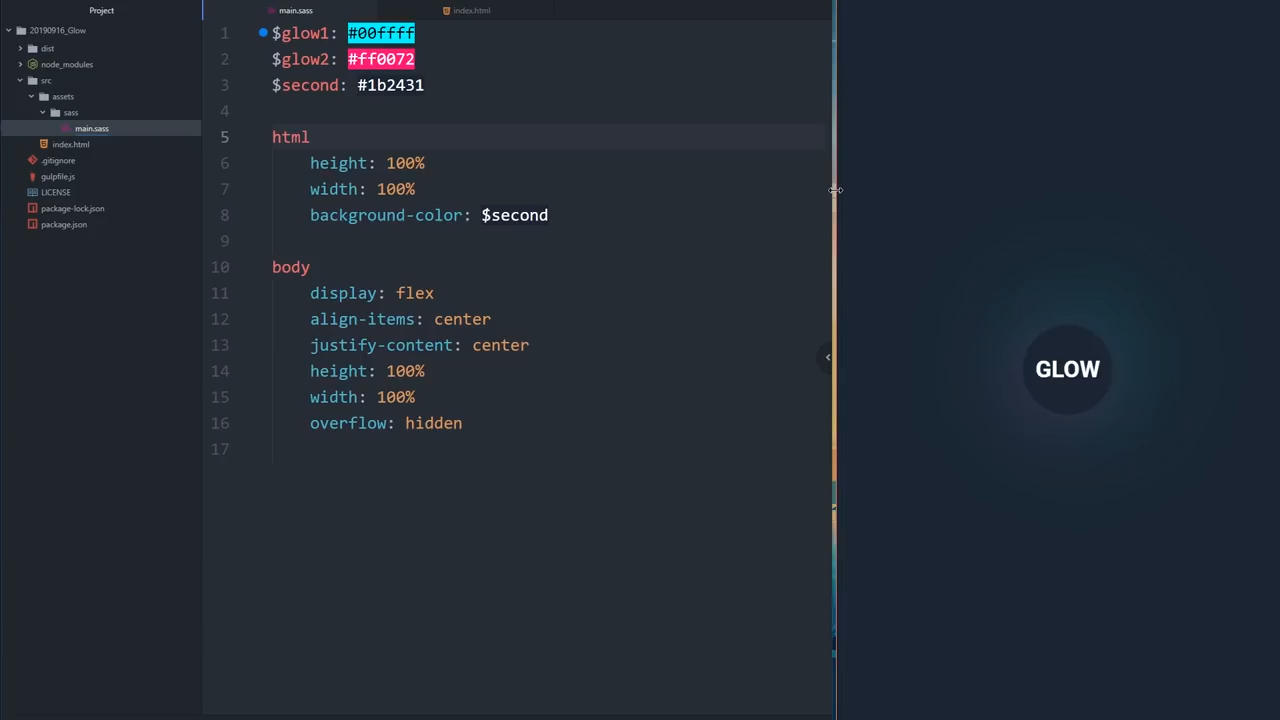 Project
20190916_Glow
dist
node_modules
src
assets
sass
main.sass
index.html
.gitignore
gulpfile.js
LICENSE
package-lock.json
package.json
main.sass
index.html
1 $glow1: #00ffff
2 $glow2: #ff0072
3 $second: #1b2431
4
5 html
6 height: 100%
7 width: 100%
8 background-color: $second
9
10 body
11 display: flex
12 align-items: center
13 justify-content: center
14 height: 100%
15 width: 100%
16 overflow: hidden
17
GLOW